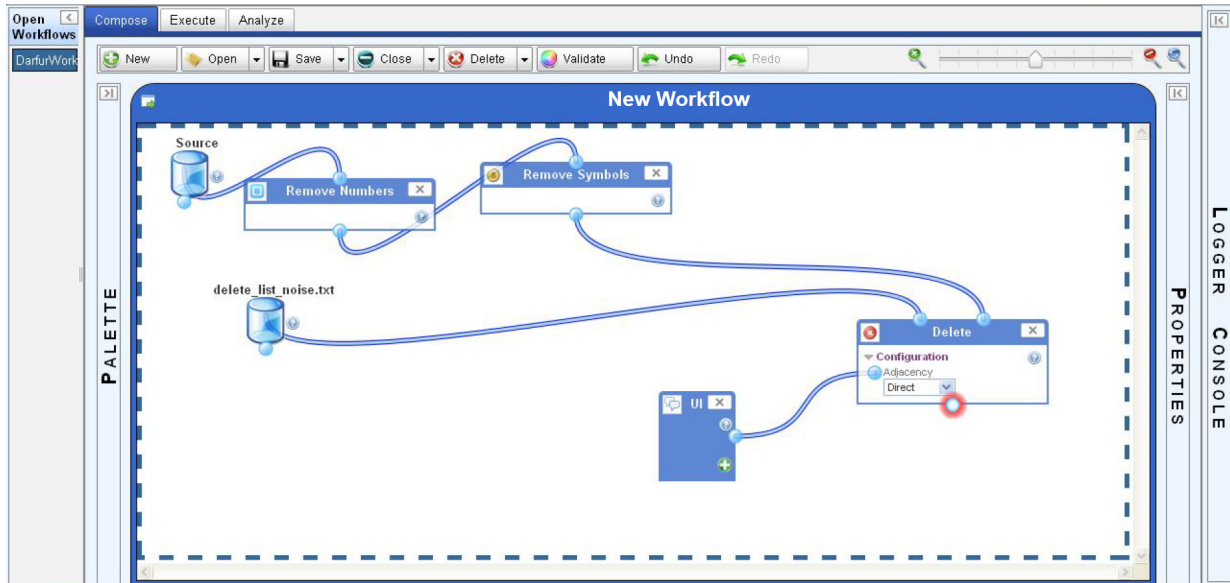 Open
Workflows
DarfurWork
Compose Execute Analyze
New Open Save Close Delete Validate Undo Redo
New Workflow
Source
Remove Numbers
Remove Symbols
delete_list_noise.txt
Delete
Configuration
Adjacency
Direct
UI
PALETTE
PROPERTIES
LOGGER CONSOLE